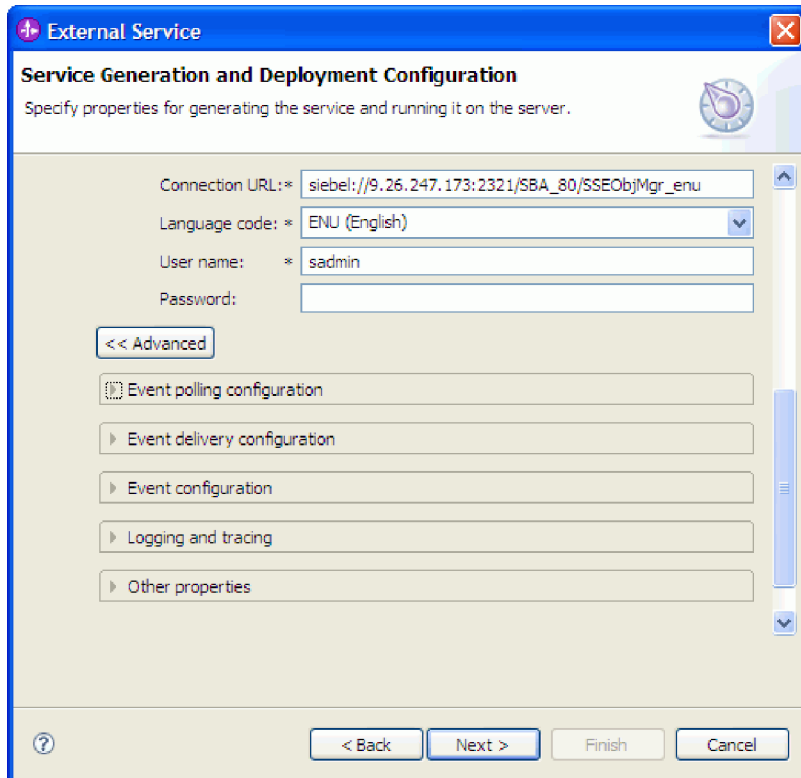 External Service
Service Generation and Deployment Configuration
Specify properties for generating the service and running it on the server.
Connection URL:* siebel://9.26.247.173:2321/SBA_80/SSEObjMgr_enu
Language code: * ENU (English)
User name: * sadmin
Password:
<< Advanced
Event polling configuration
Event delivery configuration
Event configuration
Logging and tracing
Other properties
? < Back Next > Finish Cancel